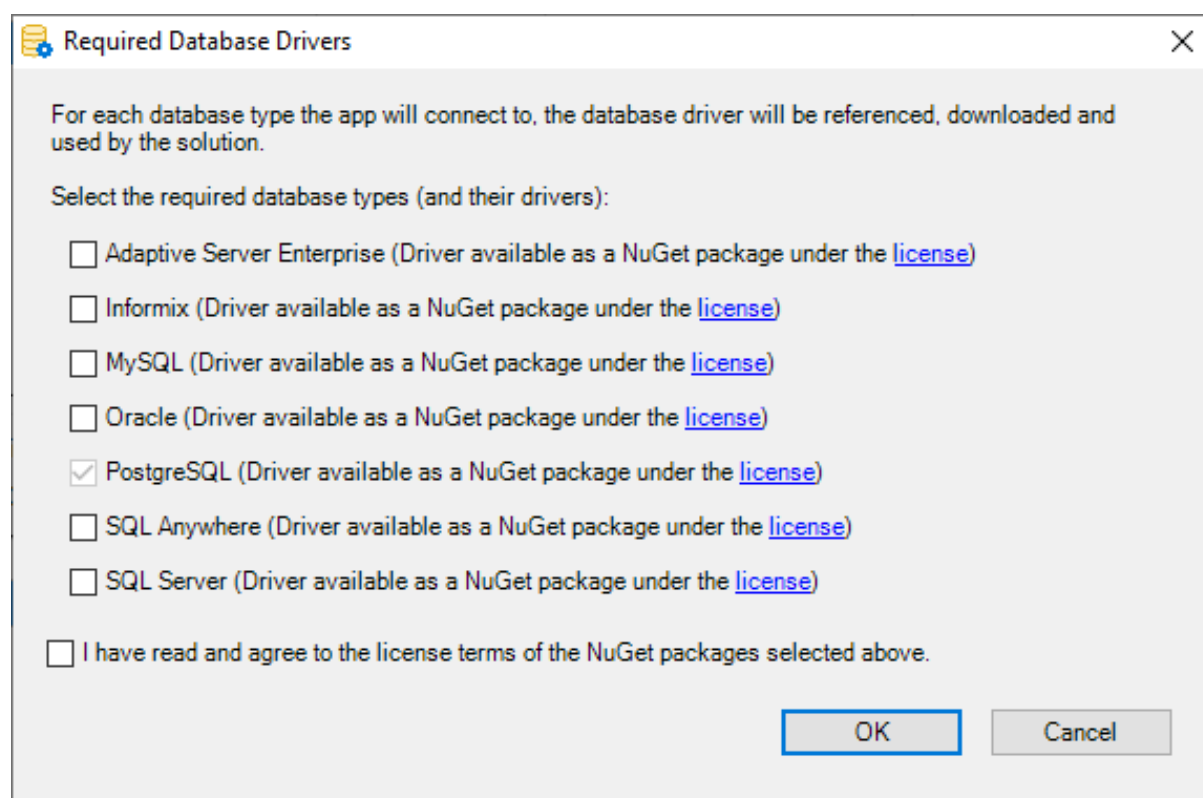 Required Database Drivers
For each database type the app will connect to, the database driver will be referenced, downloaded and
used by the solution.
Select the required database types (and their drivers):
Adaptive Server Enterprise (Driver available as a NuGet package under the license)
Informix (Driver available as a NuGet package under the license)
MySQL (Driver available as a NuGet package under the license)
Oracle (Driver available as a NuGet package under the license)
PostgreSQL (Driver available as a NuGet package under the license)
SQL Anywhere (Driver available as a NuGet package under the license)
SQL Server (Driver available as a NuGet package under the license)
I have read and agree to the license terms of the NuGet packages selected above.
OK Cancel